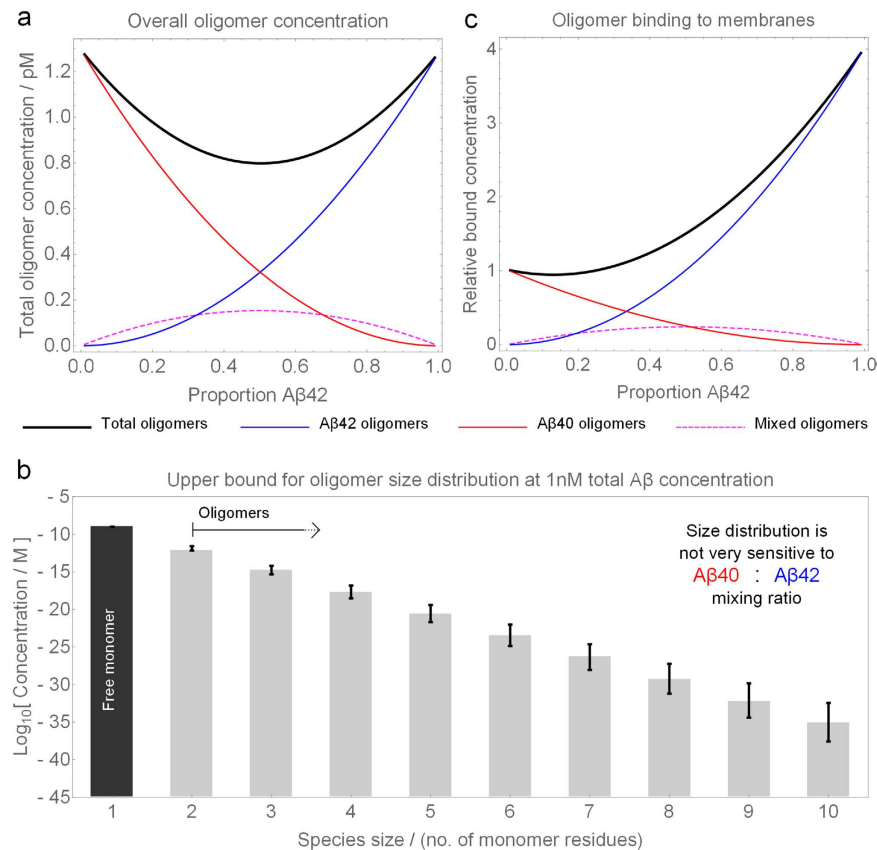 a
Overall oligomer concentration
Total oligomer concentration / pM
1.2
1.0
0.8
0.6
0.4
0.2
0.0
0.0 0.2 0.4 0.6 0.8 1.0
Proportion Aβ42
c
Oligomer binding to membranes
Relative bound concentration
4
3
2
1
0
0.0 0.2 0.4 0.6 0.8 1.0
Proportion Aβ42
Total oligomers Aβ42 oligomers Aβ40 oligomers Mixed oligomers
b
Upper bound for oligomer size distribution at 1nM total Aβ concentration
Log10[ Concentration / M ]
- 5
- 10
- 15
- 20
- 25
- 30
- 35
- 40
- 45
Free monomer
Oligomers
Size distribution is
not very sensitive to
Aβ40 : Aβ42
mixing ratio
1 2 3 4 5 6 7 8 9 10
Species size / (no. of monomer residues)